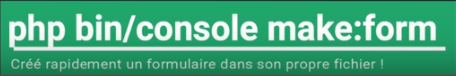 php bin/console make:form
Créé rapidement un formulaire dans son propre fichier !